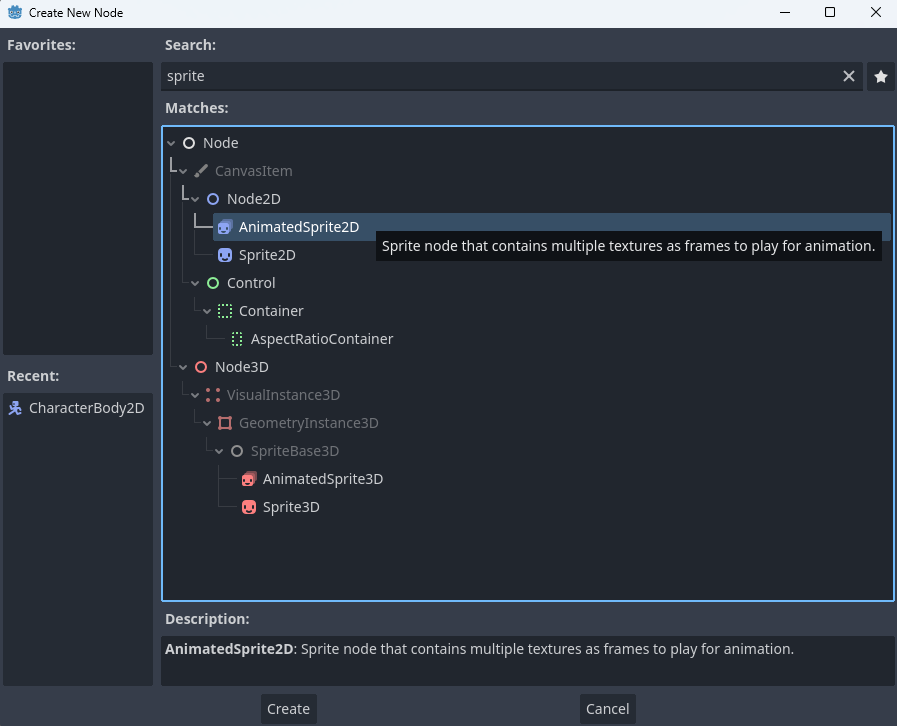 Create New Node
Favorites:
Search:
sprite
Matches:
Node
CanvasItem
Node2D
AnimatedSprite2D
Sprite node that contains multiple textures as frames to play for animation.
Sprite2D
Control
Container
AspectRatioContainer
Node3D
VisualInstance3D
GeometryInstance3D
SpriteBase3D
AnimatedSprite3D
Sprite3D
Recent:
CharacterBody2D
Description:
AnimatedSprite2D: Sprite node that contains multiple textures as frames to play for animation.
Create
Cancel